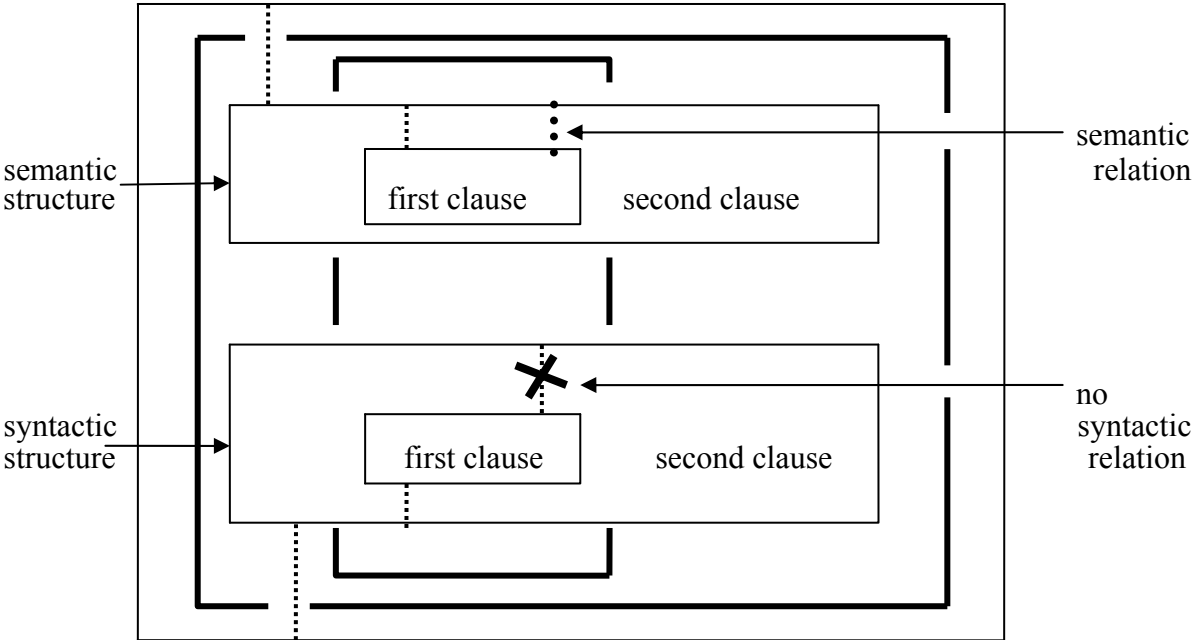 semantic
structure
first clause
second clause
semantic
relation
syntactic
structure
first clause
second clause
no
syntactic
relation